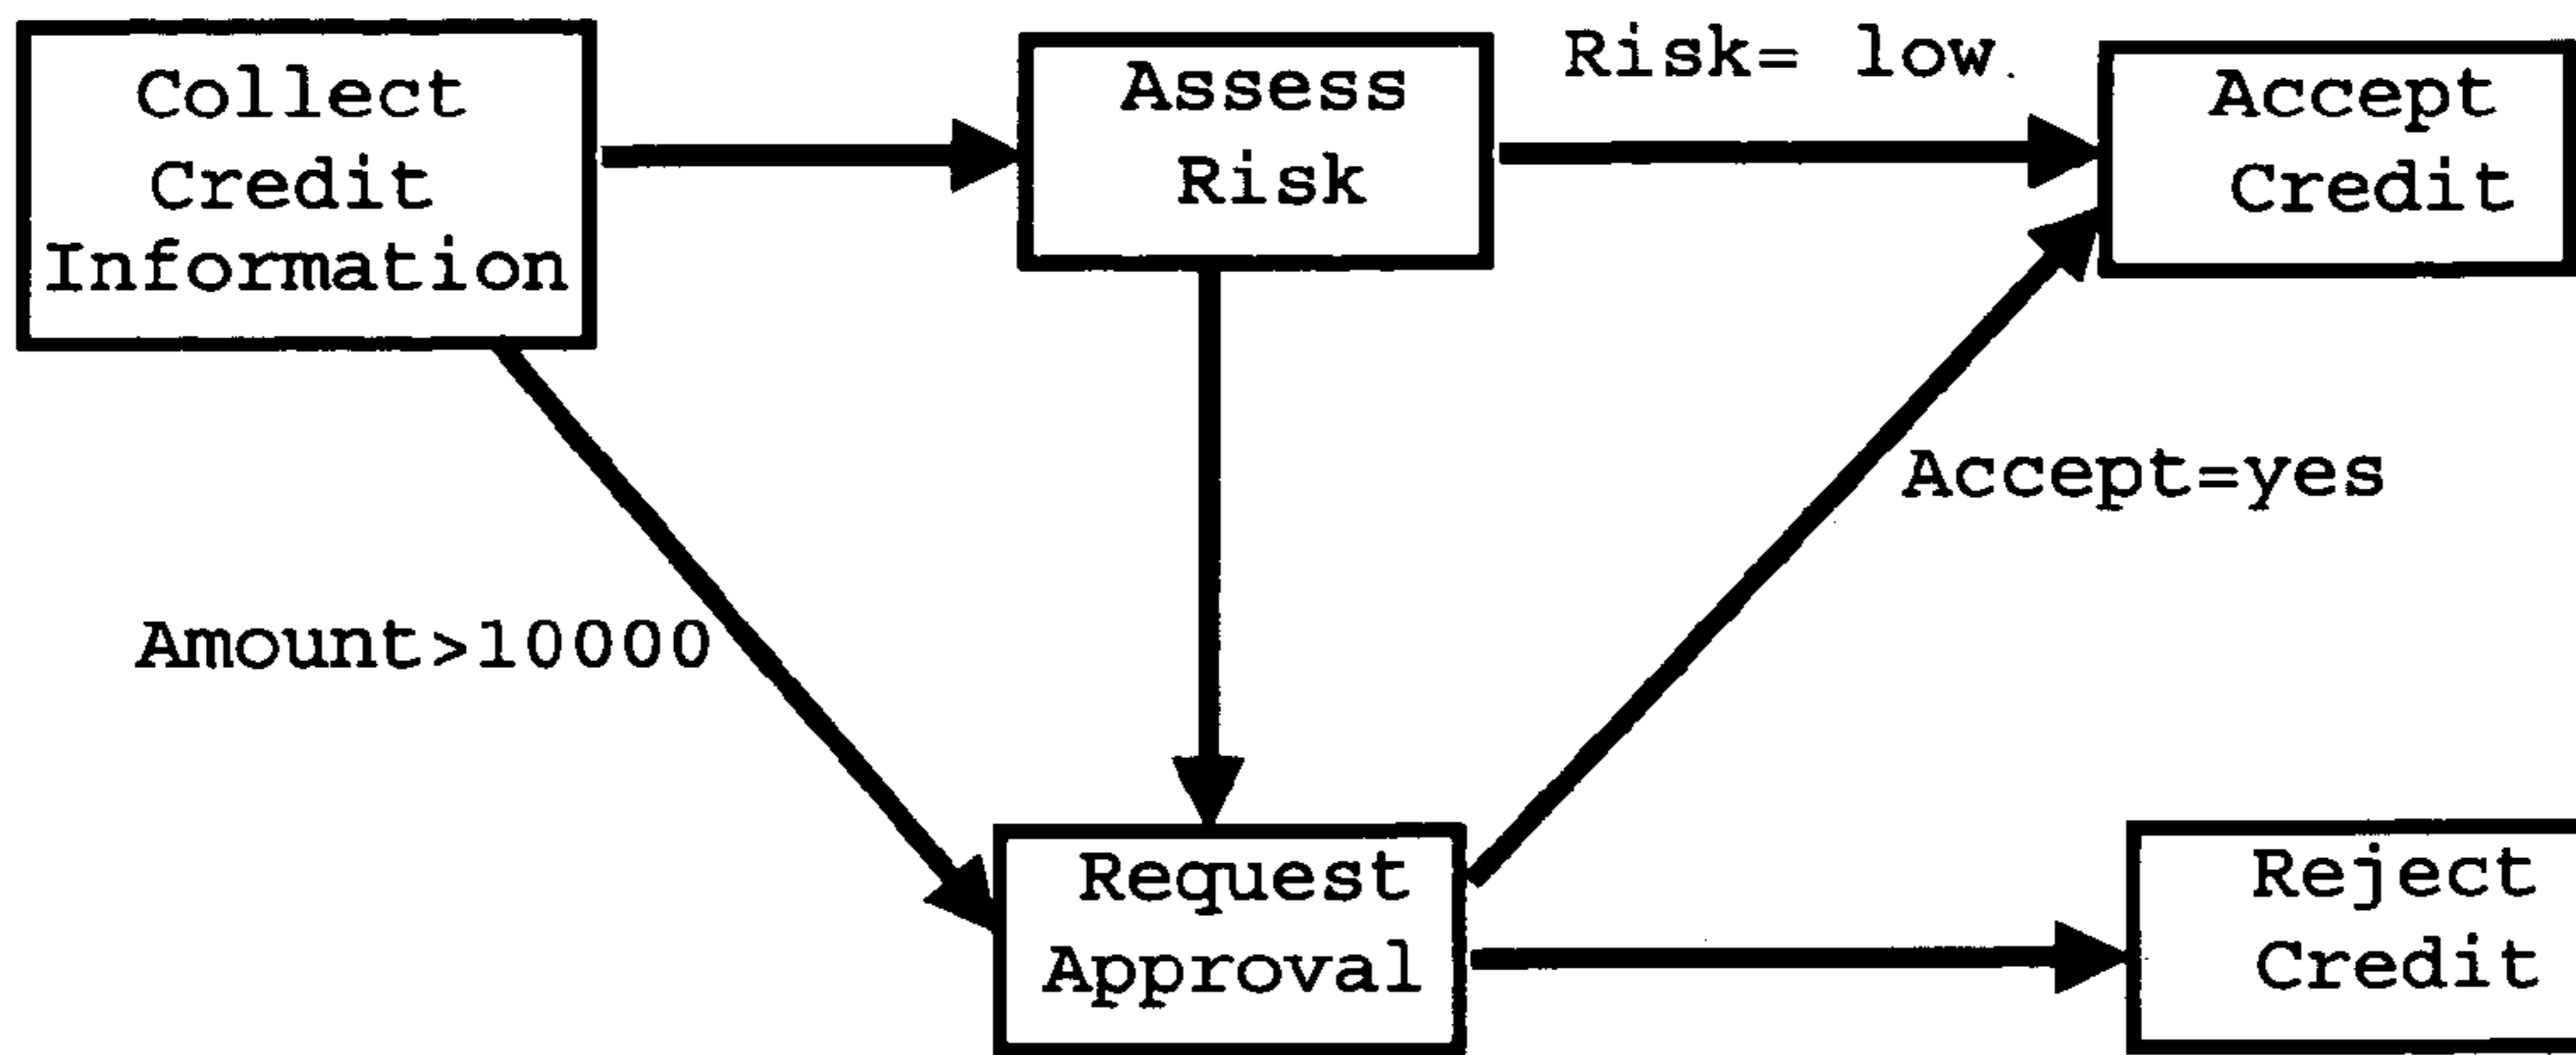 Collect
Credit
Information
Assess
Risk
Risk= low
Accept
Credit
Amount>10000
Accept=yes
Request
Approval
Reject
Credit